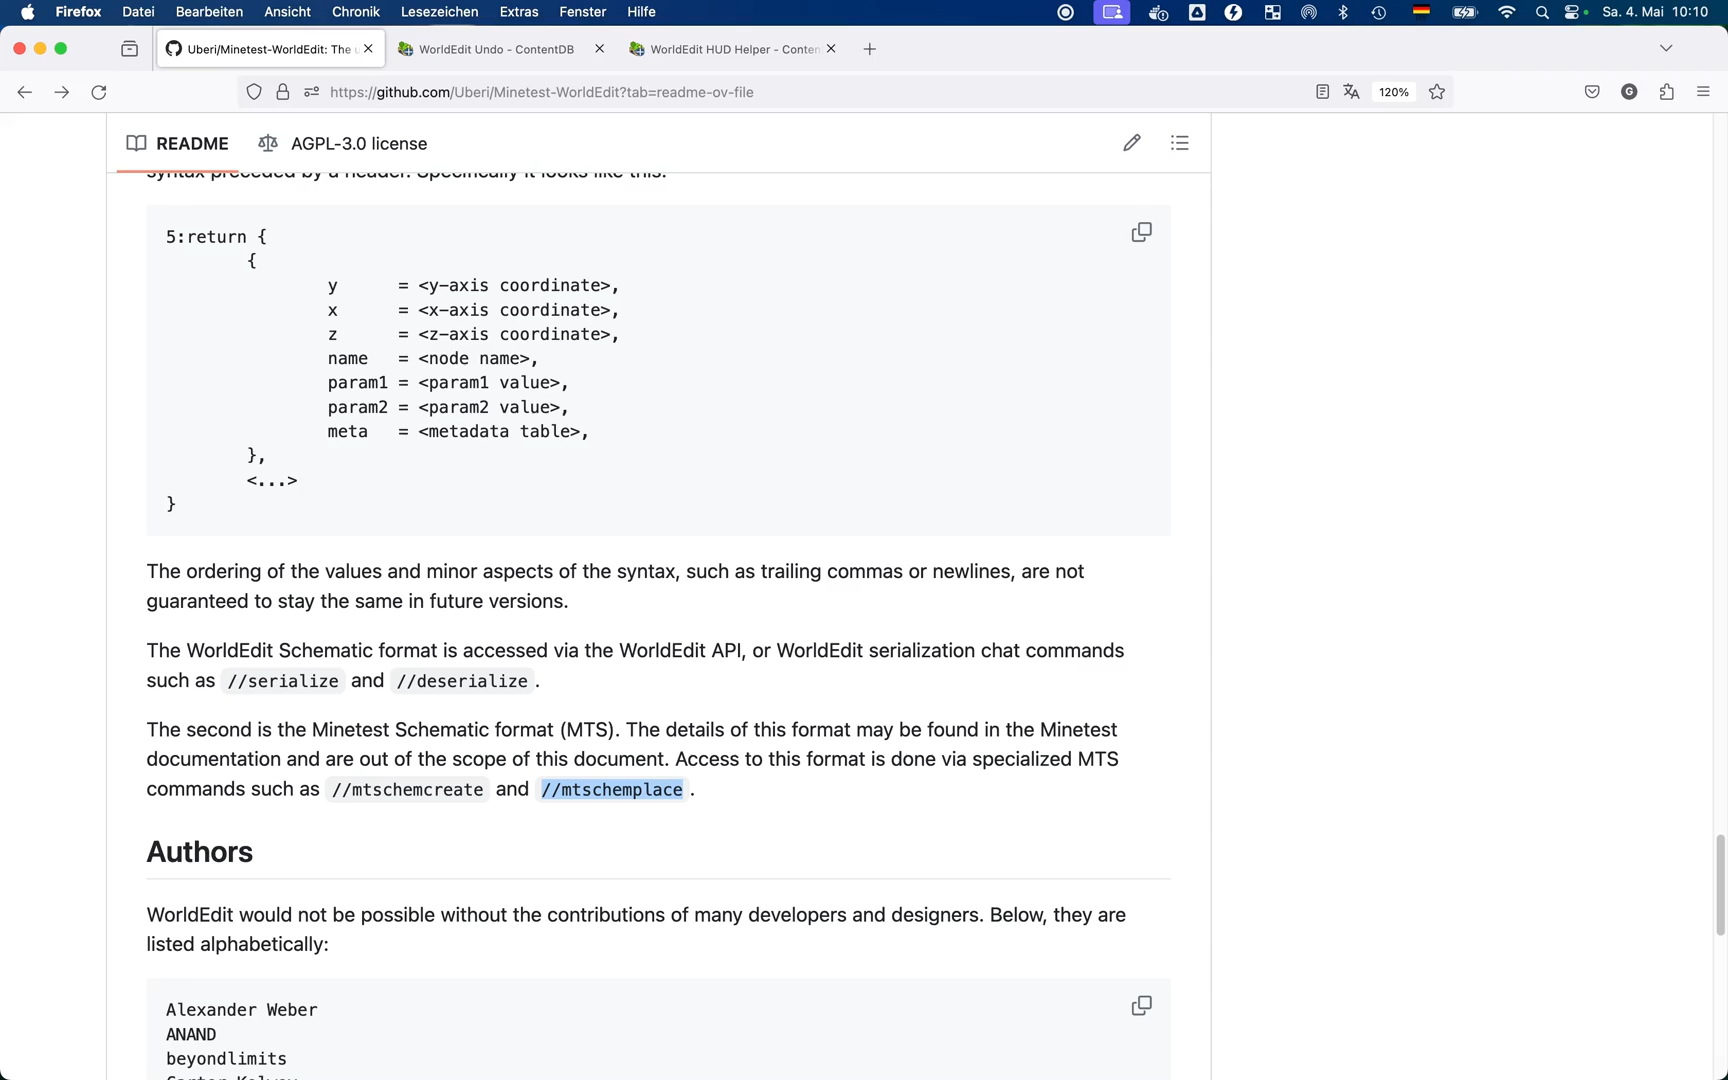 Firefox Datei Bearbeiten Ansicht Chronik Lesezeichen Extras Fenster Hilfe Sa. 4. Mai 10:10
Uberi/Minetest-WorldEdit: The WorldEdit Undo - ContentDB WorldEdit HUD Helper - Conten
https://github.com/Uberi/Minetest-WorldEdit?tab=readme-ov-file 120% G
README AGPL-3.0 license
syntax preceded by a header. Specifically it looks like this:
5:return {
{
y = <y-axis coordinate>,
x = <x-axis coordinate>,
z = <z-axis coordinate>,
name = <node name>,
param1 = <param1 value>,
param2 = <param2 value>,
meta = <metadata table>,
},
<...>
}
The ordering of the values and minor aspects of the syntax, such as trailing commas or newlines, are not
guaranteed to stay the same in future versions.
The WorldEdit Schematic format is accessed via the WorldEdit API, or WorldEdit serialization chat commands
such as //serialize and //deserialize .
The second is the Minetest Schematic format (MTS). The details of this format may be found in the Minetest
documentation and are out of the scope of this document. Access to this format is done via specialized MTS
commands such as //mtschemcreate and //mtschemplace .
Authors
WorldEdit would not be possible without the contributions of many developers and designers. Below, they are
listed alphabetically:
Alexander Weber
ANAND
beyondlimits